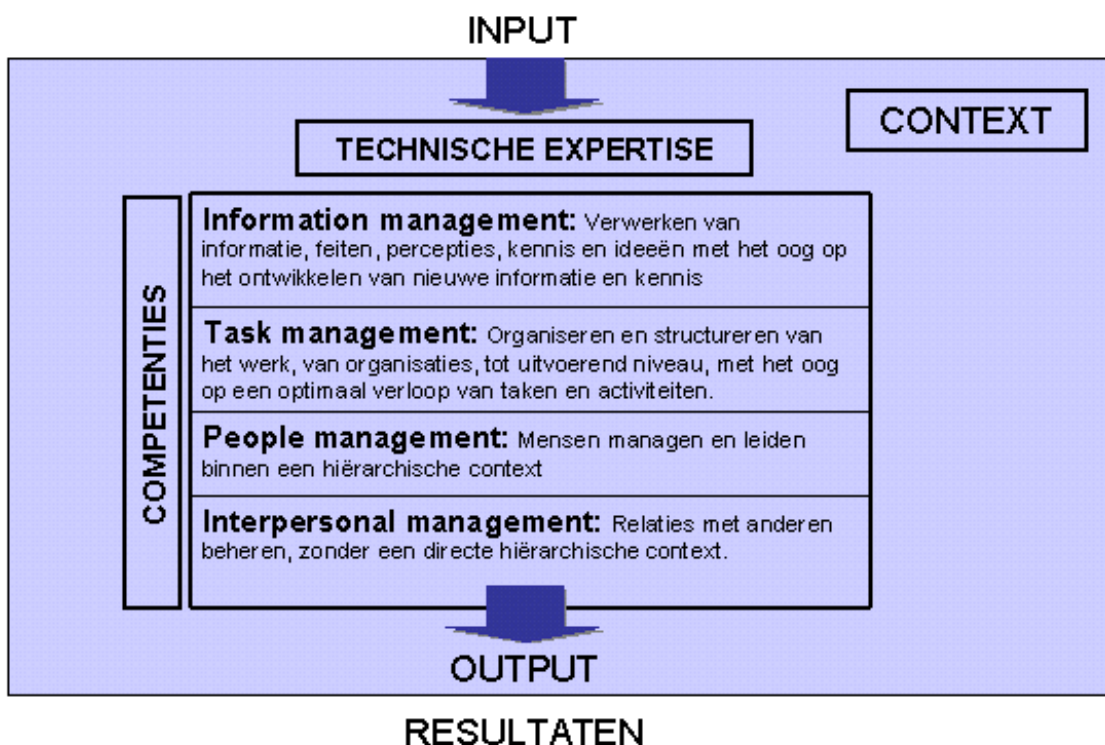 INPUT
CONTEXT
TECHNISCHE EXPERTISE
COMPETENTIES
Information management: Verwerken van
informatie, feiten, percepties, kennis en ideeën met het oog op
het ontwikkelen van nieuwe informatie en kennis
Task management: Organiseren en structureren van
het werk, van organisaties, tot uitvoerend niveau, met het oog
op een optimaal verloop van taken en activiteiten.
People management: Mensen managen en leiden
binnen een hiërarchische context
Interpersonal management: Relaties met anderen
beheren, zonder een directe hiërarchische context.
OUTPUT
RESULTATEN